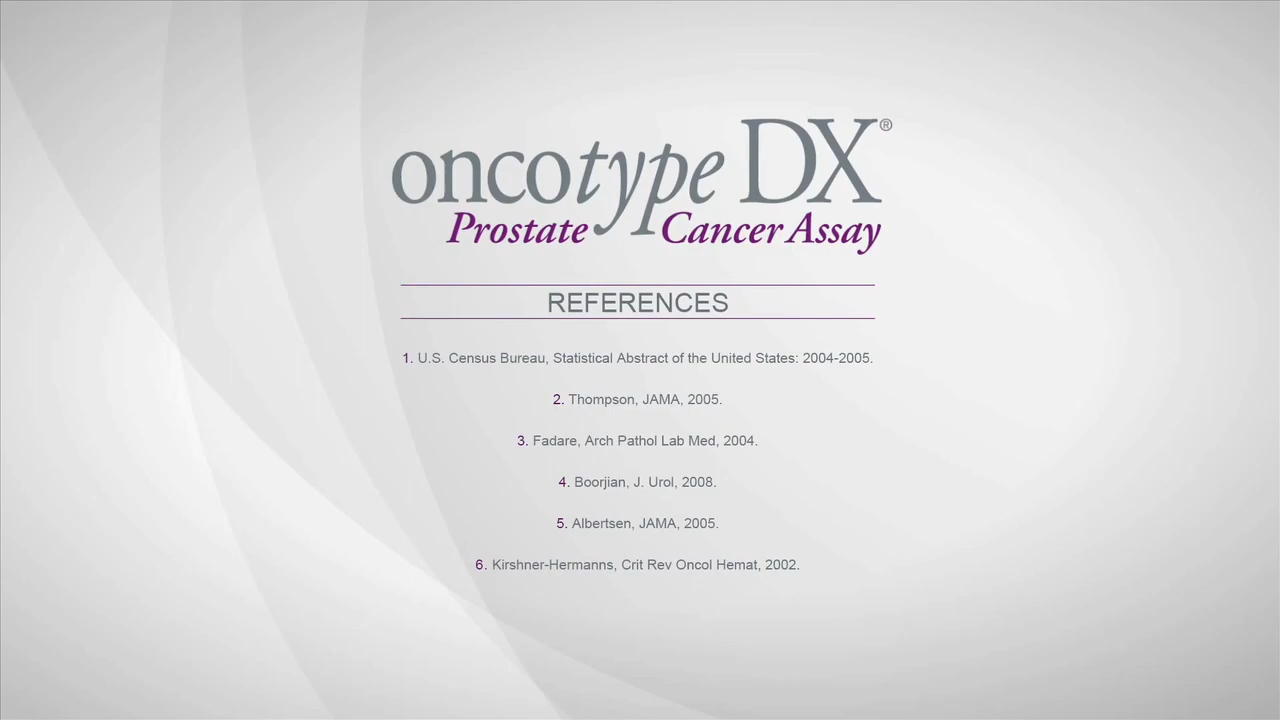 oncotype DX®
Prostate Cancer Assay
REFERENCES
1. U.S. Census Bureau, Statistical Abstract of the United States: 2004-2005.
2. Thompson, JAMA, 2005.
3. Fadare, Arch Pathol Lab Med, 2004.
4. Boorjian, J. Urol, 2008.
5. Albertsen, JAMA, 2005.
6. Kirshner-Hermanns, Crit Rev Oncol Hemat, 2002.